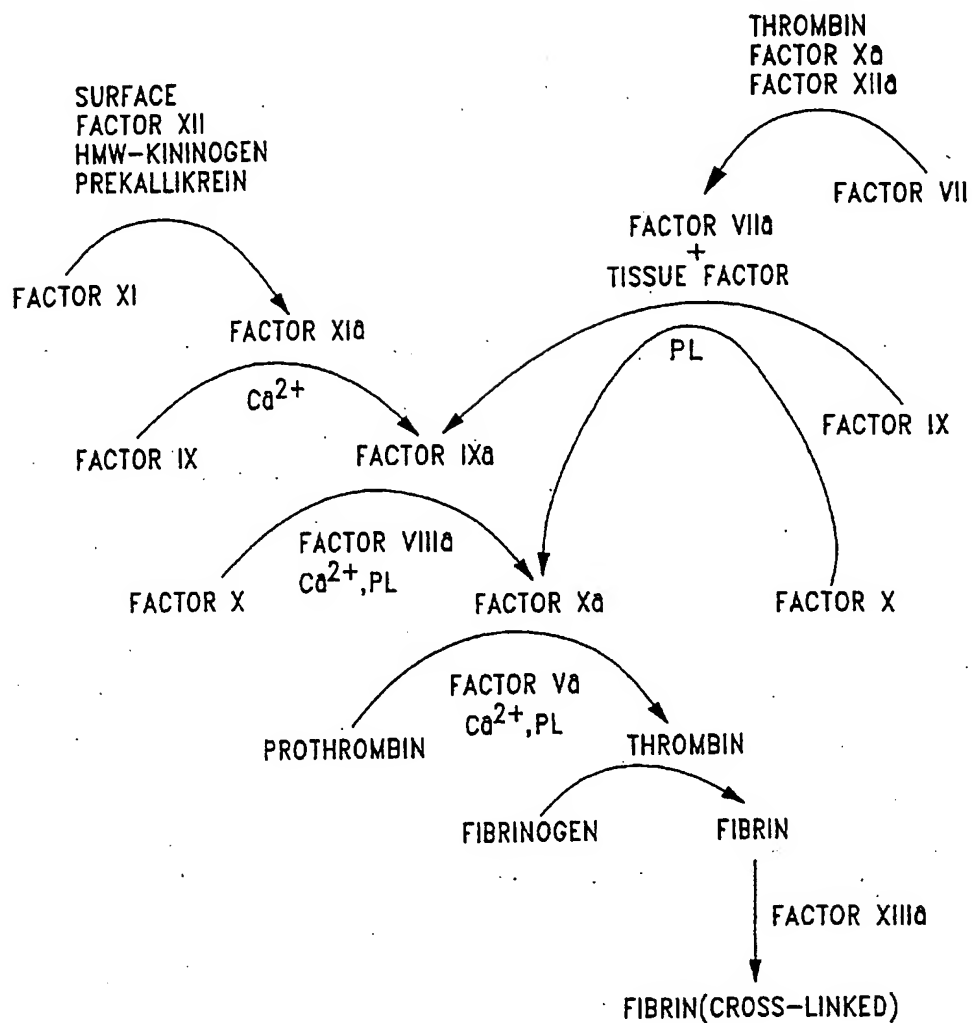 THROMBIN
FACTOR Xa
FACTOR XIIa
SURFACE
FACTOR XII
HMW-KININOGEN
PREKALLIKREIN
FACTOR VII
FACTOR VIIa
+
TISSUE FACTOR
FACTOR XI
FACTOR XIa
PL
Ca2+
FACTOR IX
FACTOR IX
FACTOR IXa
FACTOR VIIIa
Ca2+,PL
FACTOR X
FACTOR Xa
FACTOR X
FACTOR Va
Ca2+,PL
PROTHROMBIN
THROMBIN
FIBRINOGEN
FIBRIN
FACTOR XIIIa
FIBRIN(CROSS-LINKED)